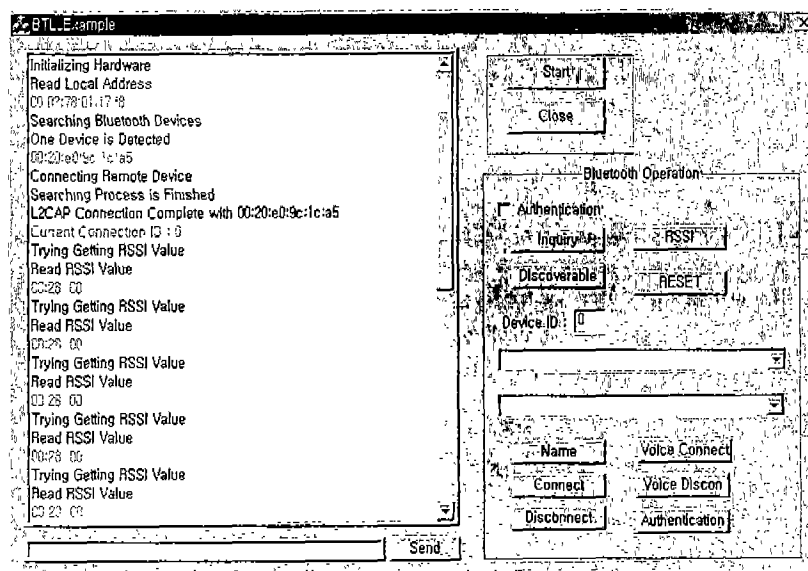 Initializing Hardware
Read Local Address
Searching Bluetooth Devices
One Device is Detected
Connecting Remote Device
Searching Process is Finished
L2CAP Connection Complete with 00:20:e0:9c:1c:a5
Current Connection ID : 0
Trying Getting RSSI Value
Read RSSI Value
Trying Getting RSSI Value
Read RSSI Value
Trying Getting RSSI Value
Read RSSI Value
Trying Getting RSSI Value
Read RSSI Value
Trying Getting RSSI Value
Read RSSI Value
Send
Start
Close
Bluetooth Operation
Authentication
Inquiry
RSSI
Discoverable
RESET
Device ID: 0
Name
Voice Connect
Connect
Voice Discon
Disconnect
Authentication